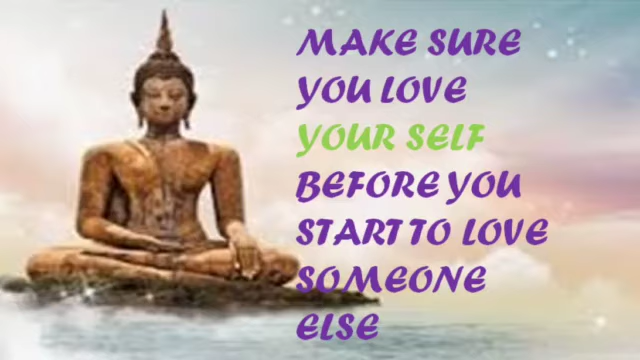 MAKE SURE
YOU LOVE
YOUR SELF
BEFORE YOU
START TO LOVE
SOMEONE
ELSE